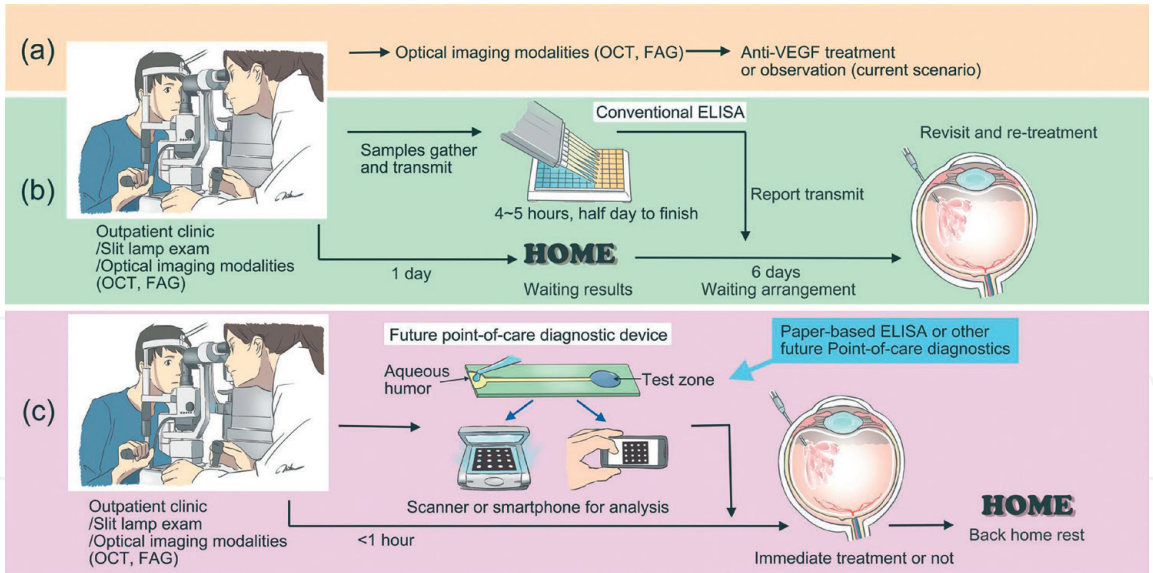 (a)
Optical imaging modalities (OCT, FAG)
Anti-VEGF treatment
or observation (current scenario)
(b)
Outpatient clinic
/Slit lamp exam
/Optical imaging modalities
(OCT, FAG)
Samples gather
and transmit
Conventional ELISA
4~5 hours, half day to finish
Report transmit
Revisit and re-treatment
1 day
HOME
Waiting results
6 days
Waiting arrangement
(c)
Outpatient clinic
/Slit lamp exam
/Optical imaging modalities
(OCT, FAG)
Future point-of-care diagnostic device
Aqueous
humor
Test zone
Paper-based ELISA or other
future Point-of-care diagnostics
Scanner or smartphone for analysis
<1 hour
Immediate treatment or not
HOME
Back home rest